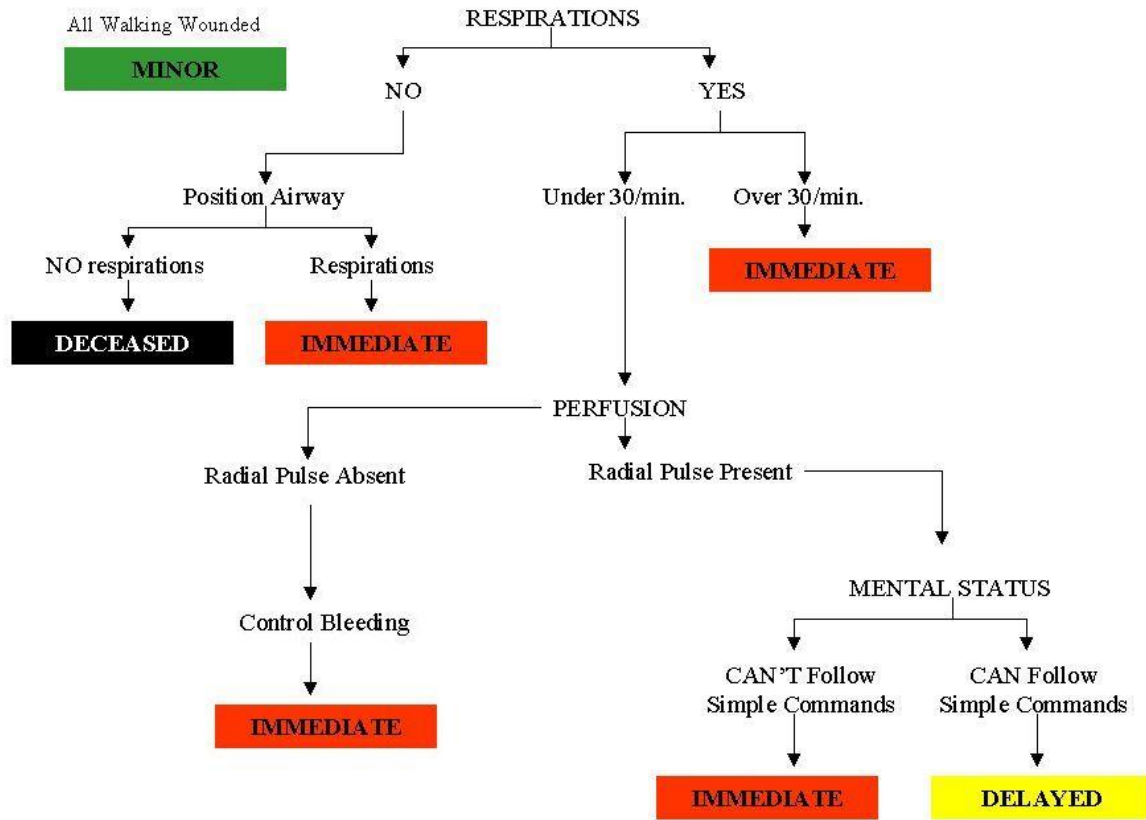 All Walking Wounded
MINOR
RESPIRATIONS
NO
YES
Position Airway
Under 30/min.
Over 30/min.
NO respirations
Respirations
IMMEDIATE
DECEASED
IMMEDIATE
PERFUSION
Radial Pulse Absent
Radial Pulse Present
MENTAL STATUS
Control Bleeding
CAN'T Follow
Simple Commands
CAN Follow
Simple Commands
IMMEDIATE
IMMEDIATE
DELAYED